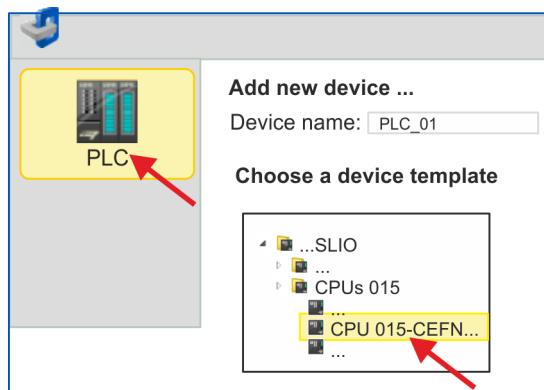 PLC
Add new device ...
Device name: PLC_01
Choose a device template
...SLIO
...
CPUs 015
...
CPU 015-CEFN...
...